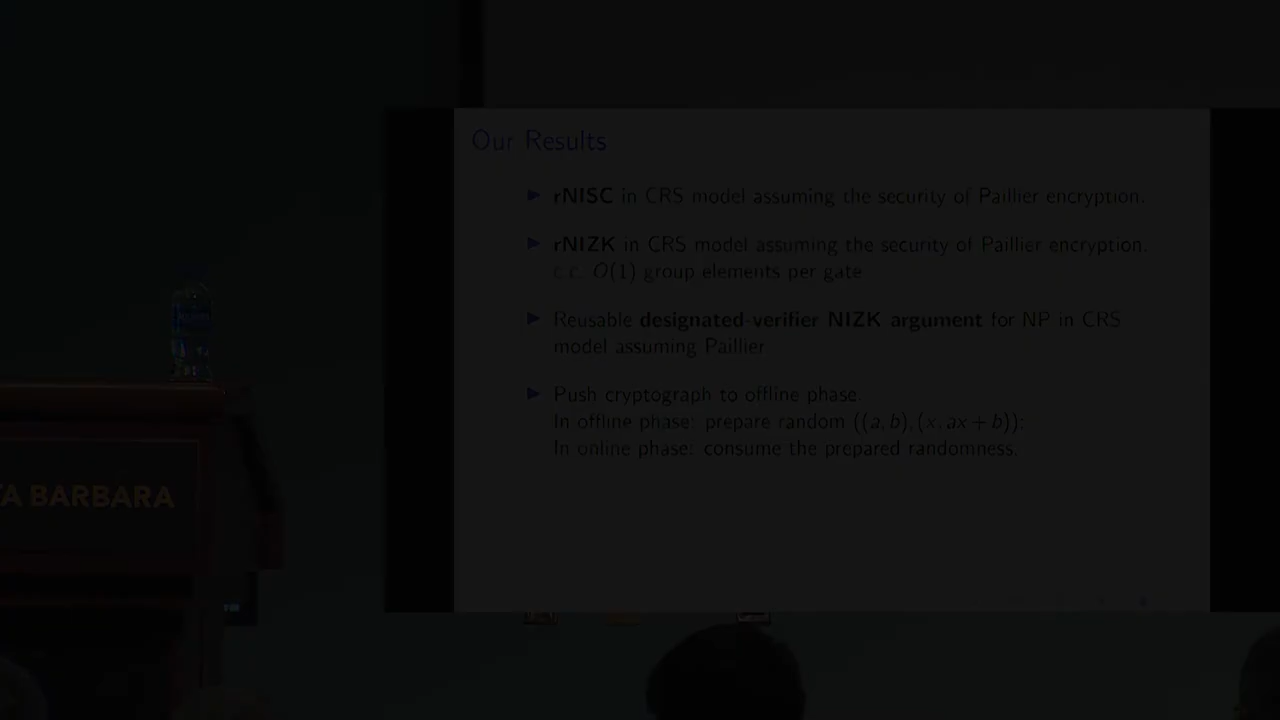 Our Results
► rNISC in CRS model assuming the security of Paillier encryption.
► rNIZK in CRS model assuming the security of Paillier encryption.
c.c. O(1) group elements per gate
► Reusable designated-verifier NIZK argument for NP in CRS
model assuming Paillier
► Push cryptograph to offline phase.
In offline phase: prepare random ((a, b), (x, ax + b));
In online phase: consume the prepared randomness.
TA BARBARA